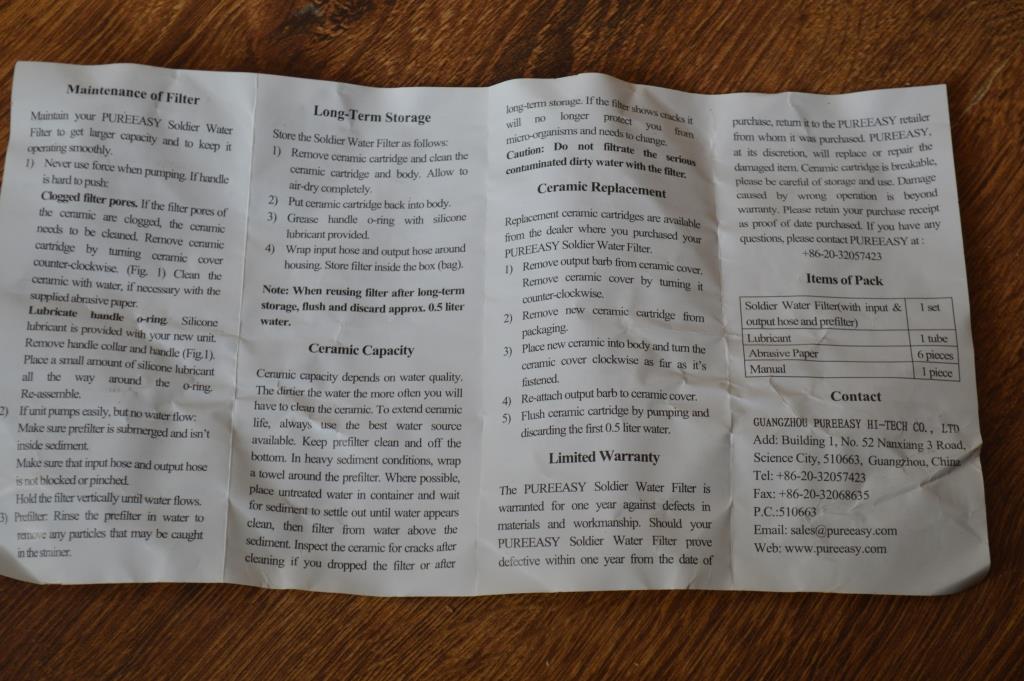 Maintenance of Filter
Maintain your PUREEASY Soldier Water
Filter to get larger capacity and to keep it
operating smoothly.
1) Never use force when pumping. If handle
is hard to push:
Clogged filter pores. If the filter pores of
the ceramic are clogged, the ceramic
needs to be cleaned. Remove ceramic
cartridge by turning ceramic cover
counter-clockwise. (Fig. 1) Clean the
ceramic with water, if necessary with the
supplied abrasive paper.
Lubricate handle o-ring. Silicone
lubricant is provided with your new unit.
Remove handle collar and handle (Fig.1).
Place a small amount of silicone lubricant
all the way around the o-ring.
Re-assemble.
2) If unit pumps easily, but no water flow:
Make sure prefilter is submerged and isn't
inside sediment.
Make sure that input hose and output hose
is not blocked or pinched.
Hold the filter vertically until water flows.
3) Prefilter: Rinse the prefilter in water to
remove any particles that may be caught
in the strainer.
Long-Term Storage
Store the Soldier Water Filter as follows:
1) Remove ceramic cartridge and clean the
ceramic cartridge and body. Allow to
air-dry completely.
2) Put ceramic cartridge back into body.
3) Grease handle o-ring with silicone
lubricant provided.
4) Wrap input hose and output hose around
housing. Store filter inside the box (bag).
Note: When reusing filter after long-term
storage, flush and discard approx. 0.5 liter
water.
Ceramic Capacity
Ceramic capacity depends on water quality.
The dirtier the water the more often you will
have to clean the ceramic. To extend ceramic
life, always use the best water source
available. Keep prefilter clean and off the
bottom. In heavy sediment conditions, wrap
a towel around the prefilter. Where possible,
place untreated water in container and wait
for sediment to settle out until water appears
clean, then filter from water above the
sediment. Inspect the ceramic for cracks after
cleaning if you dropped the filter or after
long-term storage. If the filter shows cracks it
will no longer protect you from
micro-organisms and needs to change.
Caution: Do not filtrate the serious
contaminated dirty water with the filter.
Ceramic Replacement
Replacement ceramic cartridges are available
from the dealer where you purchased your
PUREEASY Soldier Water Filter.
1) Remove output barb from ceramic cover.
Remove ceramic cover by turning it
counter-clockwise.
2) Remove new ceramic cartridge from
packaging.
3) Place new ceramic into body and turn the
ceramic cover clockwise as far as it's
fastened.
4) Re-attach output barb to ceramic cover.
5) Flush ceramic cartridge by pumping and
discarding the first 0.5 liter water.
Limited Warranty
The PUREEASY Soldier Water Filter is
warranted for one year against defects in
materials and workmanship. Should your
PUREEASY Soldier Water Filter prove
defective within one year from the date of
purchase, return it to the PUREEASY retailer
from whom it was purchased. PUREEASY,
at its discretion, will replace or repair the
damaged item. Ceramic cartridge is breakable,
please be careful of storage and use. Damage
caused by wrong operation is beyond
warranty. Please retain your purchase receipt
as proof of date purchased. If you have any
questions, please contact PUREEASY at :
+86-20-32057423
Items of Pack
Soldier Water Filter(with input & 1 set
output hose and prefilter)
Lubricant 1 tube
Abrasive Paper 6 pieces
Manual 1 piece
Contact
GUANGZHOU PUREEASY HI-TECH CO., LTD
Add: Building 1, No. 52 Nanxiang 3 Road,
Science City, 510663, Guangzhou, China
Tel: +86-20-32057423
Fax: +86-20-32068635
P.C.:510663
Email: sales@pureeasy.com
Web: www.pureeasy.com